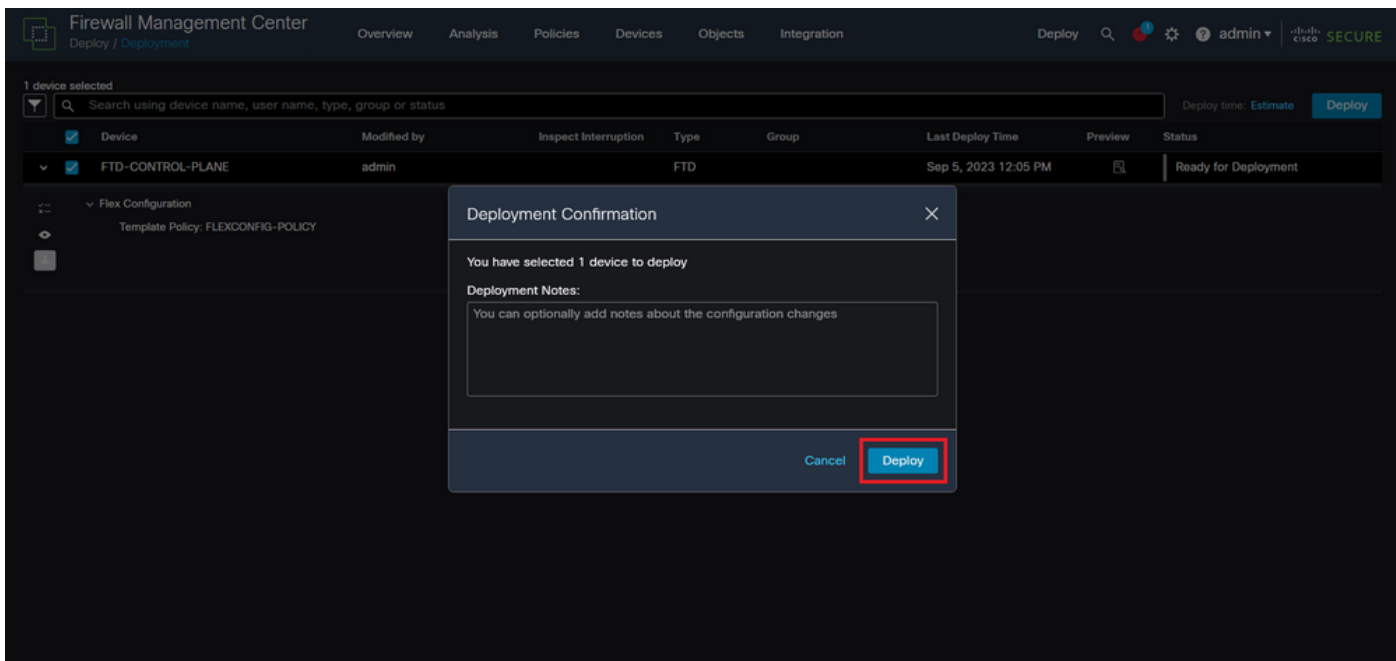 Firewall Management Center
Deploy / Deployment
Overview Analysis Policies Devices Objects Integration Deploy 1 ? admin cisco SECURE
1 device selected
Search using device name, user name, type, group or status Deploy time: Estimate Deploy
Device Modified by Inspect Interruption Type Group Last Deploy Time Preview Status
FTD-CONTROL-PLANE admin FTD Sep 5, 2023 12:05 PM Ready for Deployment
Flex Configuration
Template Policy: FLEXCONFIG-POLICY
Deployment Confirmation
You have selected 1 device to deploy
Deployment Notes:
You can optionally add notes about the configuration changes
Cancel Deploy